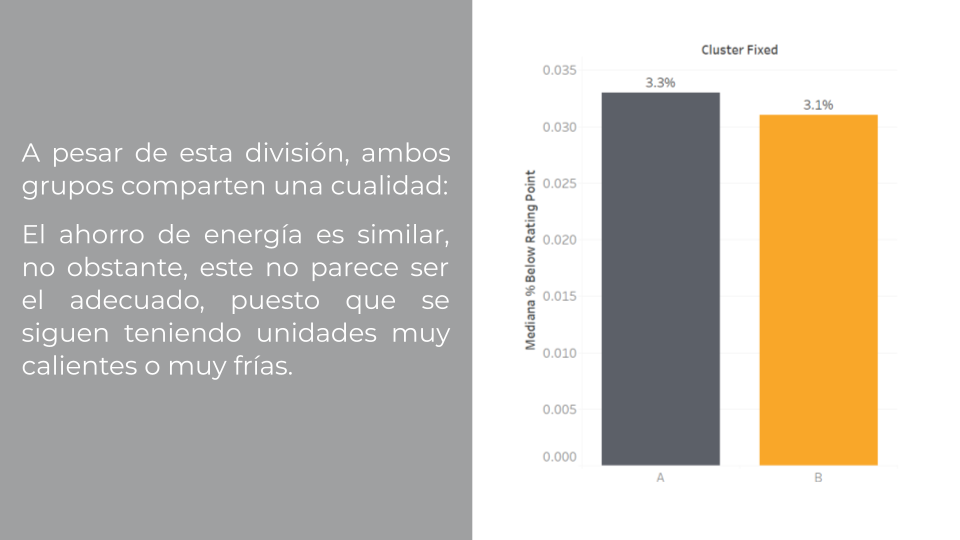 A pesar de esta división, ambos
grupos comparten una cualidad:
El ahorro de energía es similar,
no obstante, este no parece ser
el adecuado, puesto que se
siguen teniendo unidades muy
calientes o muy frías.
Cluster Fixed
Mediana % Below Rating Point
0.035
0.030
0.025
0.020
0.015
0.010
0.005
0.000
3.3%
3.1%
A
B